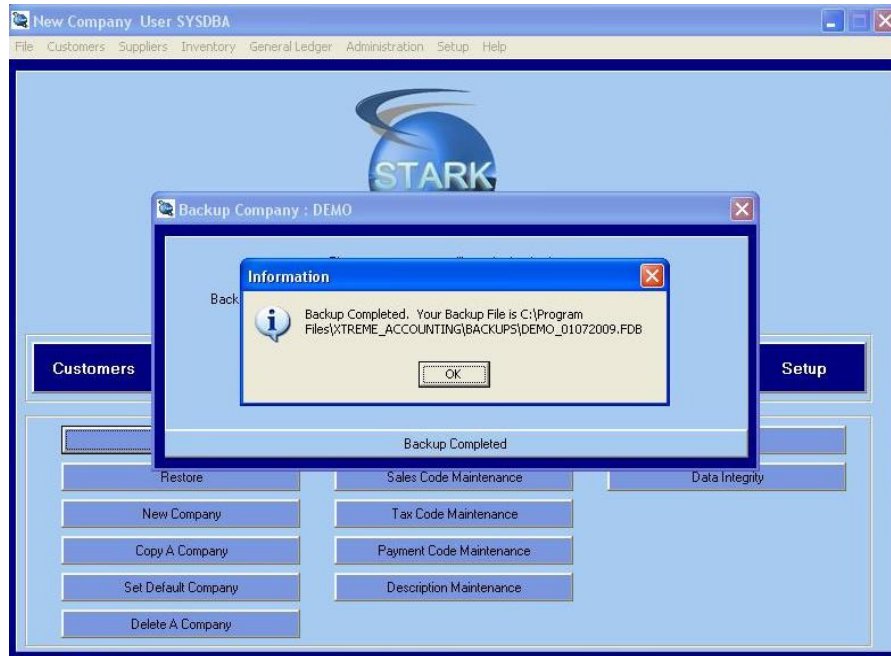 New Company User SYSDBA
File Customers Suppliers Inventory General Ledger Administration Setup Help
STARK
Backup Company : DEMO
Back
Information
Backup Completed. Your Backup File is C:\Program
Files\XTREME_ACCOUNTING\BACKUPS\DEMO_01072009.FDB
OK
Backup Completed
Customers
Setup
Restore
Sales Code Maintenance
Data Integrity
New Company
Tax Code Maintenance
Copy A Company
Payment Code Maintenance
Set Default Company
Description Maintenance
Delete A Company